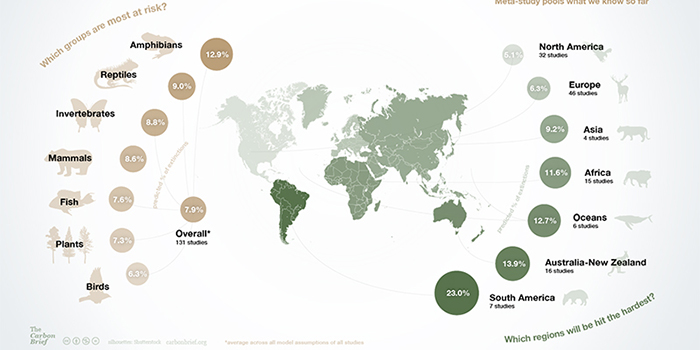 Meta-study pools what we know so far
Which groups are most at risk?
Amphibians
12.9%
Reptiles
9.0%
Invertebrates
8.8%
Mammals
8.6%
Fish
7.6%
Plants
7.3%
Birds
6.3%
7.9%
Overall*
131 studies
predicted % of extinctions
North America
32 studies
5.1%
Europe
46 studies
6.3%
Asia
4 studies
9.2%
Africa
15 studies
11.6%
Oceans
6 studies
12.7%
Australia-New Zealand
16 studies
13.9%
South America
7 studies
23.0%
predicted % of extinctions
Which regions will be hit the hardest?
The
Carbon
Brief
carbonbrief.org
*average across all model assumptions of all studies